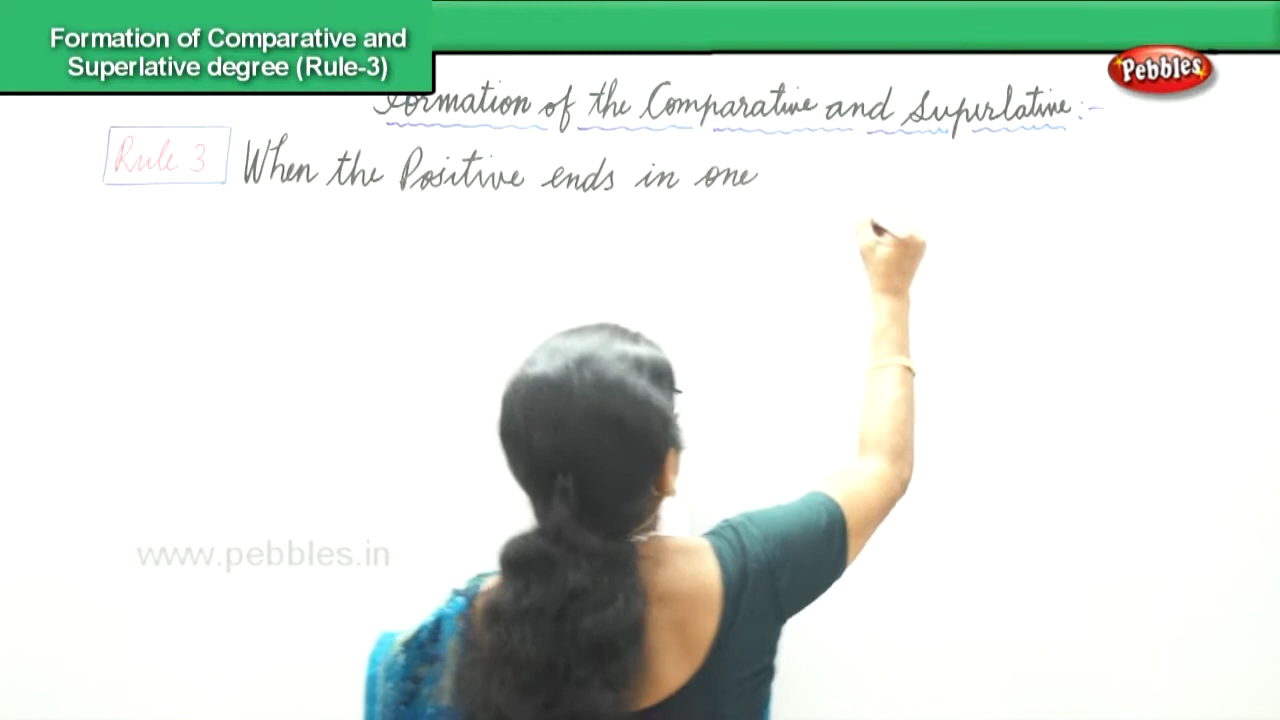 Formation of Comparative and
Superlative degree (Rule-3)
Pebbles
Formation of the Comparative and Superlative:-
Rule 3 When the Positive ends in one
www.pebbles.in